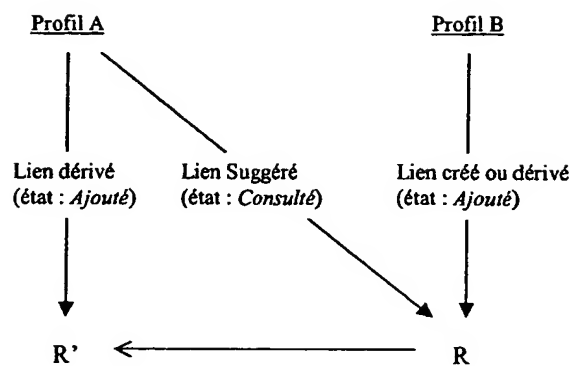 Profil A
Profil B
Lien dérivé
(état : Ajouté)
Lien Suggéré
(état : Consulté)
Lien créé ou dérivé
(état : Ajouté)
R’
R